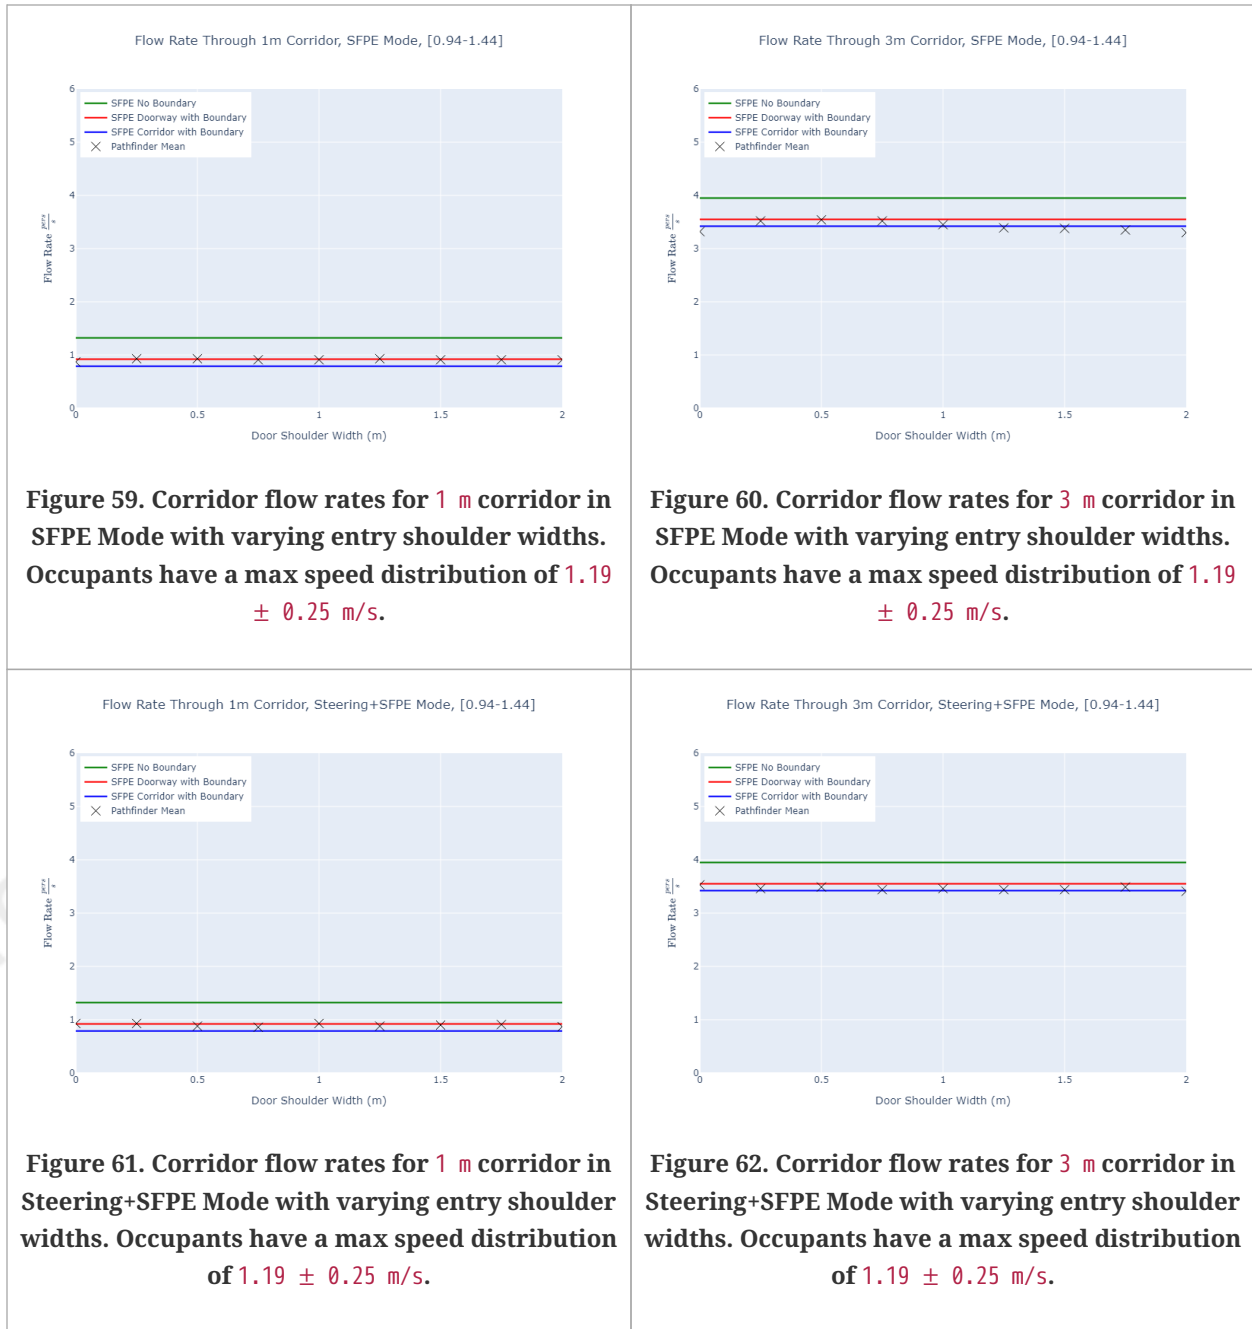 Flow Rate Through 1m Corridor, SFPE Mode, [0.94-1.44]
SFPE No Boundary
SFPE Doorway with Boundary
SFPE Corridor with Boundary
Pathfinder Mean
6
5
4
3
2
1
0
Flow Rate pers/s
0
0.5
1
1.5
2
Door Shoulder Width (m)
Figure 59. Corridor flow rates for 1 m corridor in
SFPE Mode with varying entry shoulder widths.
Occupants have a max speed distribution of 1.19
± 0.25 m/s.
Flow Rate Through 3m Corridor, SFPE Mode, [0.94-1.44]
SFPE No Boundary
SFPE Doorway with Boundary
SFPE Corridor with Boundary
Pathfinder Mean
6
5
4
3
2
1
0
Flow Rate pers/s
0
0.5
1
1.5
2
Door Shoulder Width (m)
Figure 60. Corridor flow rates for 3 m corridor in
SFPE Mode with varying entry shoulder widths.
Occupants have a max speed distribution of 1.19
± 0.25 m/s.
Flow Rate Through 1m Corridor, Steering+SFPE Mode, [0.94-1.44]
SFPE No Boundary
SFPE Doorway with Boundary
SFPE Corridor with Boundary
Pathfinder Mean
6
5
4
3
2
1
0
Flow Rate pers/s
0
0.5
1
1.5
2
Door Shoulder Width (m)
Figure 61. Corridor flow rates for 1 m corridor in
Steering+SFPE Mode with varying entry shoulder
widths. Occupants have a max speed distribution
of 1.19 ± 0.25 m/s.
Flow Rate Through 3m Corridor, Steering+SFPE Mode, [0.94-1.44]
SFPE No Boundary
SFPE Doorway with Boundary
SFPE Corridor with Boundary
Pathfinder Mean
6
5
4
3
2
1
0
Flow Rate pers/s
0
0.5
1
1.5
2
Door Shoulder Width (m)
Figure 62. Corridor flow rates for 3 m corridor in
Steering+SFPE Mode with varying entry shoulder
widths. Occupants have a max speed distribution
of 1.19 ± 0.25 m/s.